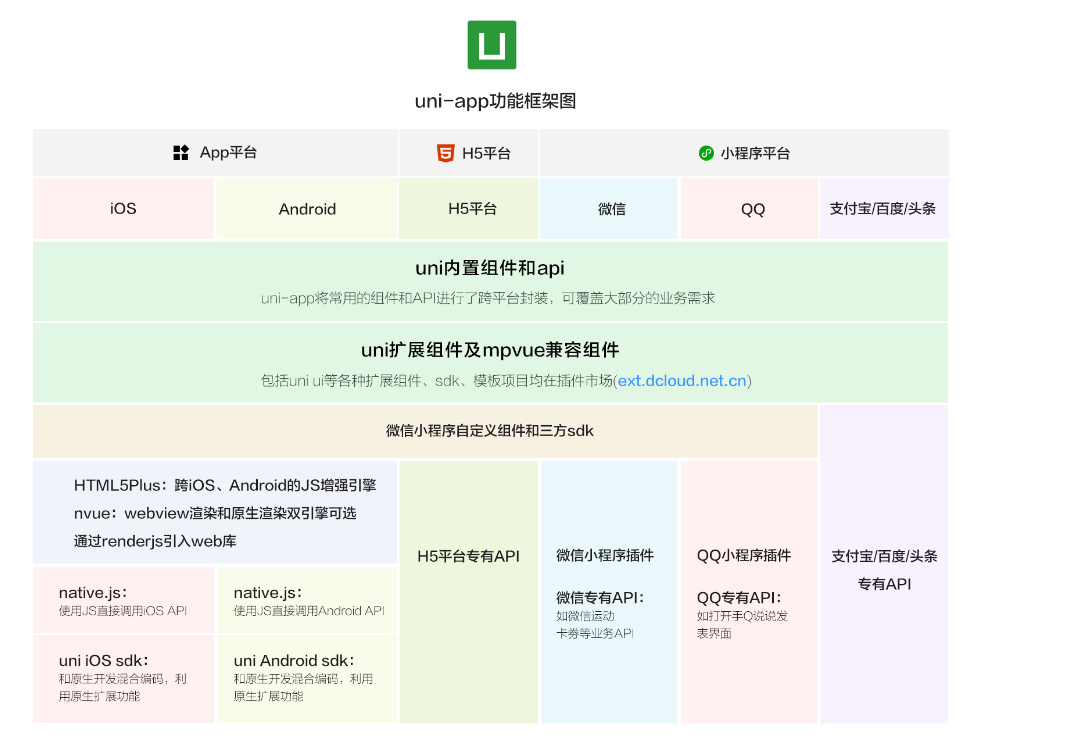 uni-app功能框架图
App平台
H5平台
小程序平台
iOS
Android
H5平台
微信
QQ
支付宝/百度/头条
uni内置组件和api
uni-app将常用的组件和API进行了跨平台封装，可覆盖大部分的业务需求
uni扩展组件及mpvue兼容组件
包括uni ui等各种扩展组件、sdk、模板项目均在插件市场(ext.dcloud.net.cn)
微信小程序自定义组件和三方sdk
HTML5Plus：跨iOS、Android的JS增强引擎
nvue：webview渲染和原生渲染双引擎可选
通过renderjs引入web库
native.js：
使用JS直接调用iOS API
native.js：
使用JS直接调用Android API
uni iOS sdk：
和原生开发混合编码，利
用原生扩展功能
uni Android sdk：
和原生开发混合编码，利用
原生扩展功能
H5平台专有API
微信小程序插件
微信专有API：
如微信运动
卡券等业务API
QQ小程序插件
QQ专有API：
如打开手Q说说发
表界面
支付宝/百度/头条
专有API